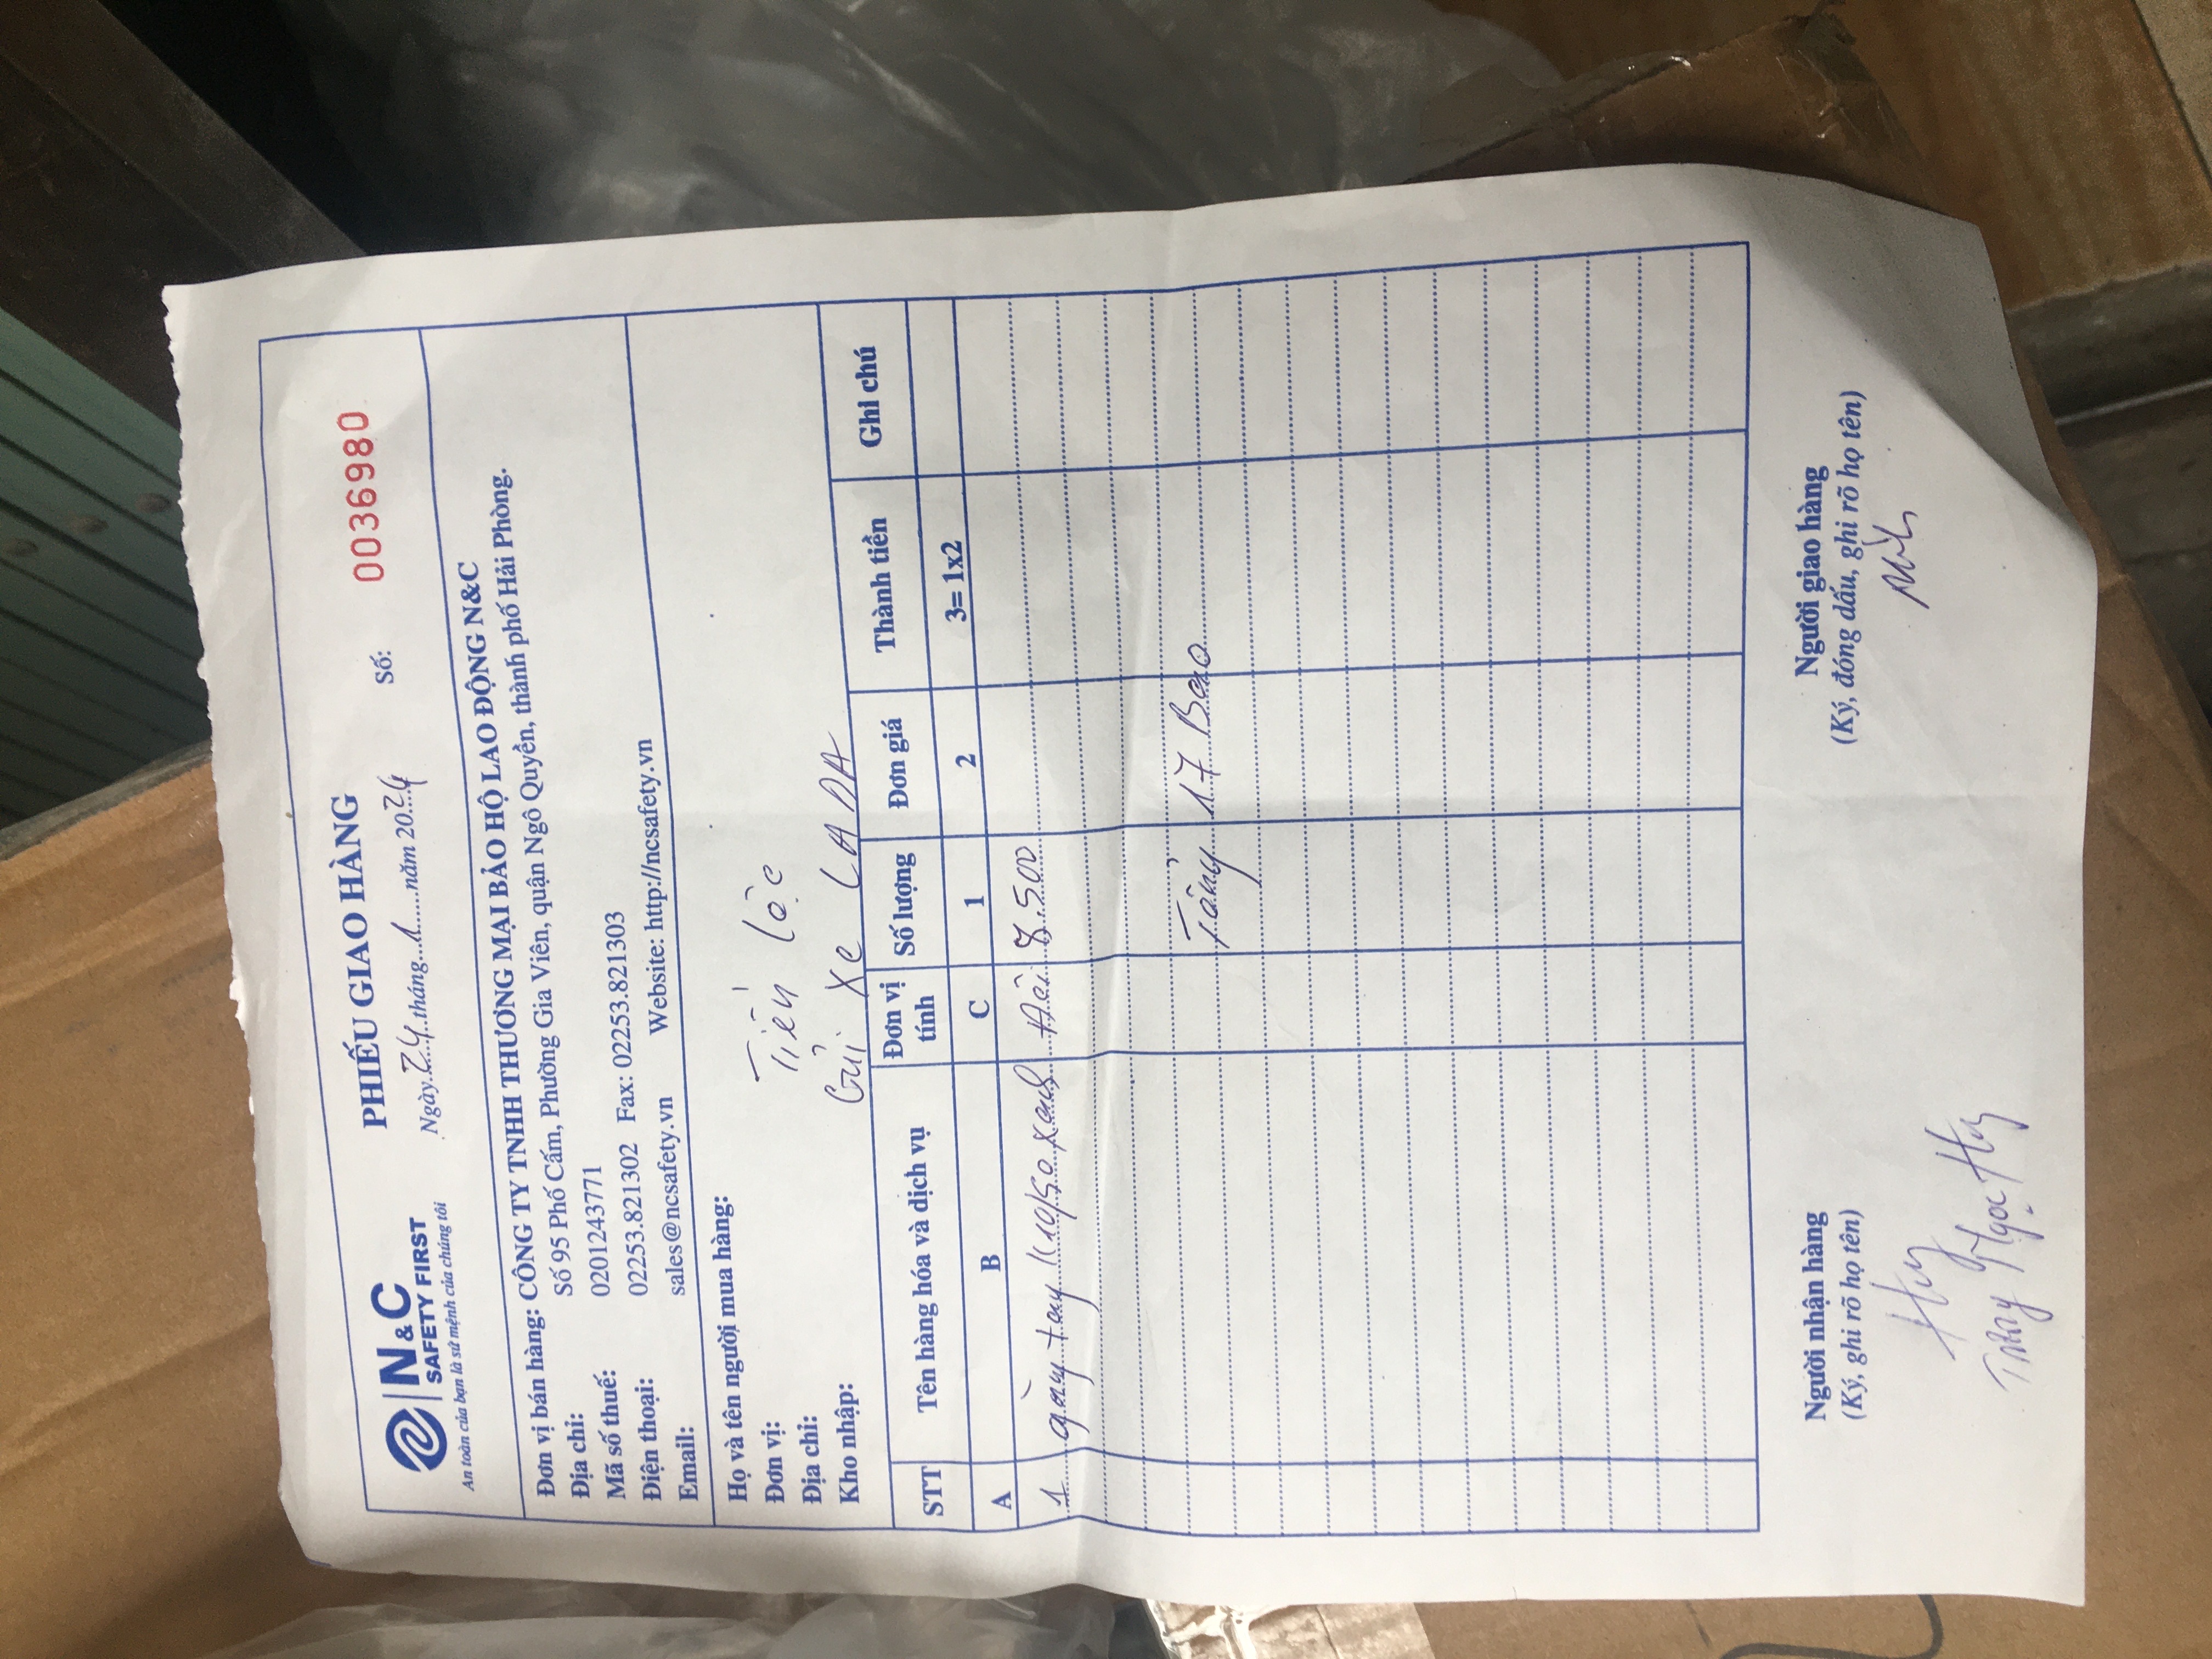 N&C
SAFETY FIRST
An toàn của bạn là sứ mệnh của chúng tôi
PHIẾU GIAO HÀNG
Ngày 24 tháng 1 năm 2024
Số: 0036980
Đơn vị bán hàng: CÔNG TY TNHH THƯƠNG MẠI BẢO HỘ LAO ĐỘNG N&C
Địa chỉ: Số 95 Phố Cấm, Phường Gia Viên, quận Ngô Quyền, thành phố Hải Phòng.
Mã số thuế: 0201243771
Điện thoại: 02253.821302 Fax: 02253.821303
Email: sales@ncsafety.vn Website: http://ncsafety.vn
Họ và tên người mua hàng:
Đơn vị: Tiến Lộc
Địa chỉ:
Kho nhập: Gửi xe LADA
STT Tên hàng hóa và dịch vụ Đơn vị tính Số lượng Đơn giá Thành tiền Ghi chú
A B C 1 2 3= 1x2
1 găng tay xanh Đôi 8.500
17 Bao
Người nhận hàng
(Ký, ghi rõ họ tên)
Huy
Ngọc Huy
Người giao hàng
(Ký, đóng dấu, ghi rõ họ tên)